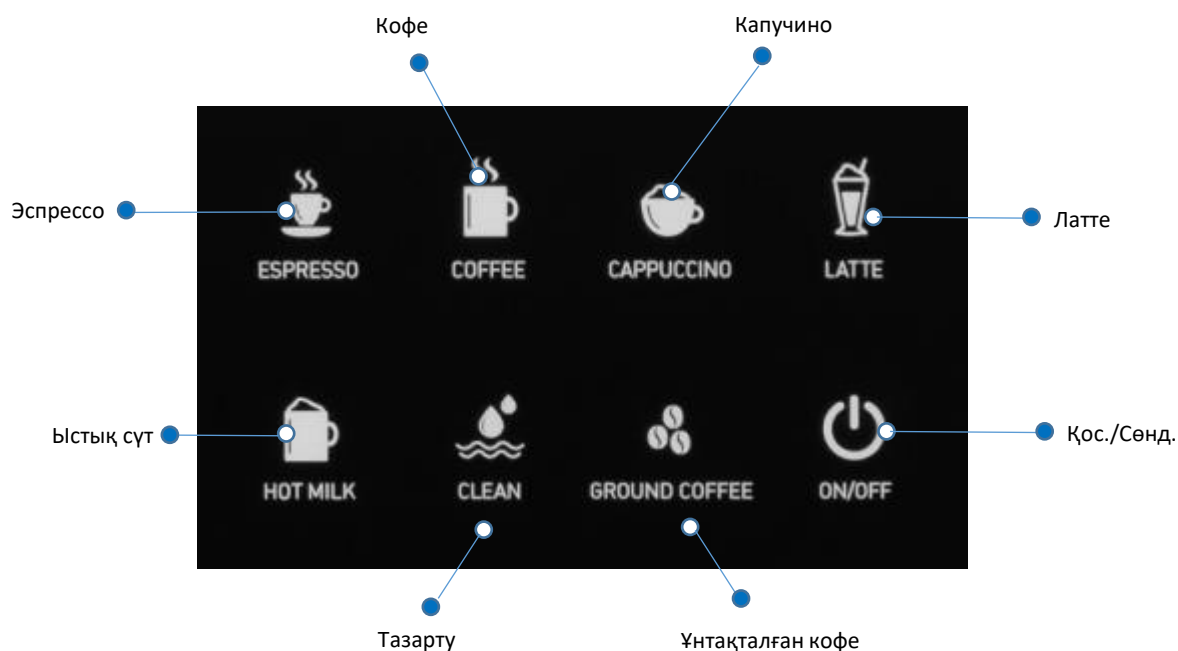 Кофе
Капучино
Эспрессо
Латте
ESPRESSO
COFFEE
CAPPUCCINO
LATTE
Ыстық сүт
Қос./Сөнд.
HOT MILK
CLEAN
GROUND COFFEE
ON/OFF
Тазарту
Ұнтақталған кофе